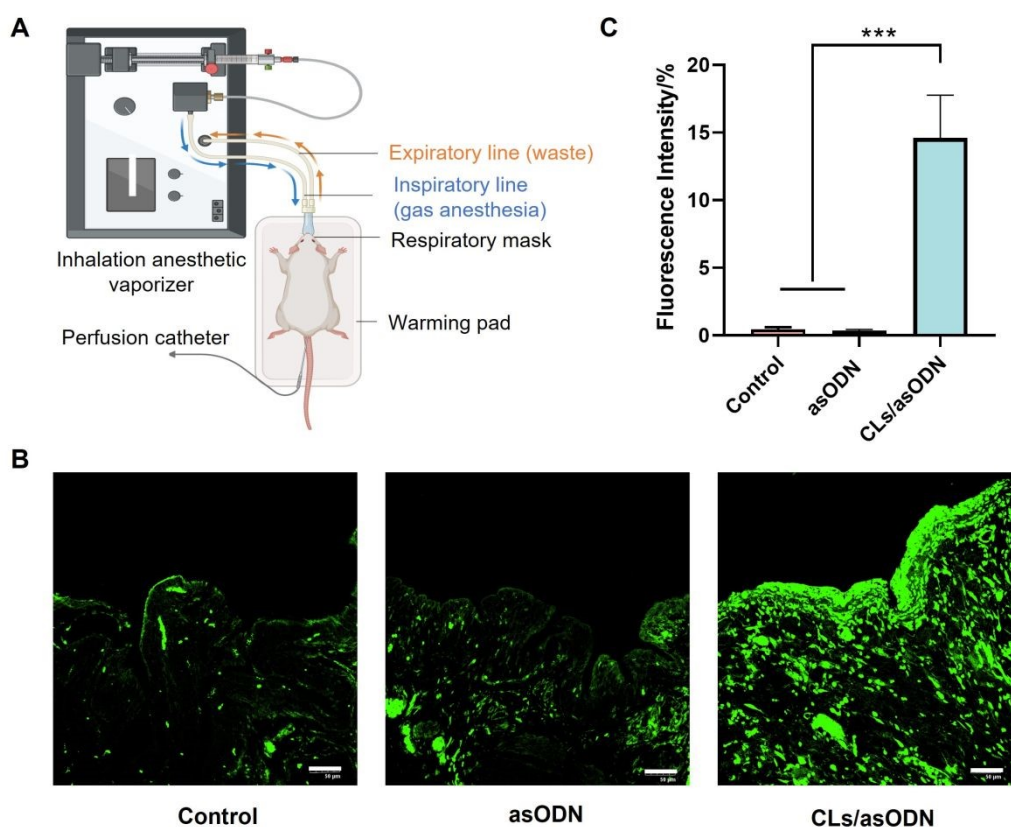 A
Expiratory line (waste)
Inspiratory line
(gas anesthesia)
Respiratory mask
Inhalation anesthetic
vaporizer
Warming pad
Perfusion catheter
C
***
Fluorescence Intensity/%
20
15
10
5
0
Control
asODN
CLs/asODN
B
50 μm
50 μm
50 μm
Control
asODN
CLs/asODN